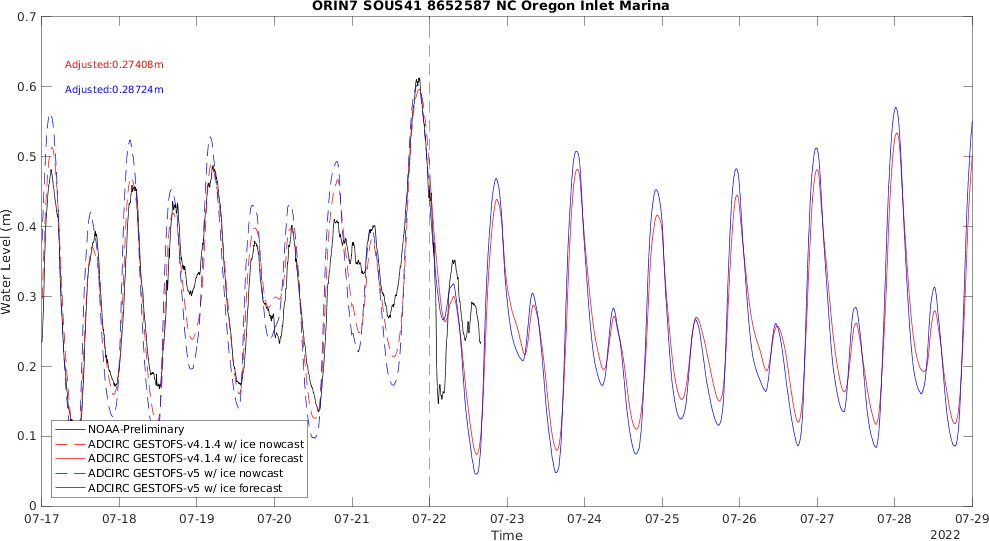 ORIN7 SOUS41 8652587 NC Oregon Inlet Marina
Adjusted:0.27408m
Adjusted:0.28724m
Water Level (m)
0.7
0.6
0.5
0.4
0.3
0.2
0.1
0
NOAA-Preliminary
ADCIRC GESTOFS-v4.1.4 w/ ice nowcast
ADCIRC GESTOFS-v4.1.4 w/ ice forecast
ADCIRC GESTOFS-v5 w/ ice nowcast
ADCIRC GESTOFS-v5 w/ ice forecast
07-17 07-18 07-19 07-20 07-21 07-22 07-23 07-24 07-25 07-26 07-27 07-28 07-29
Time
2022